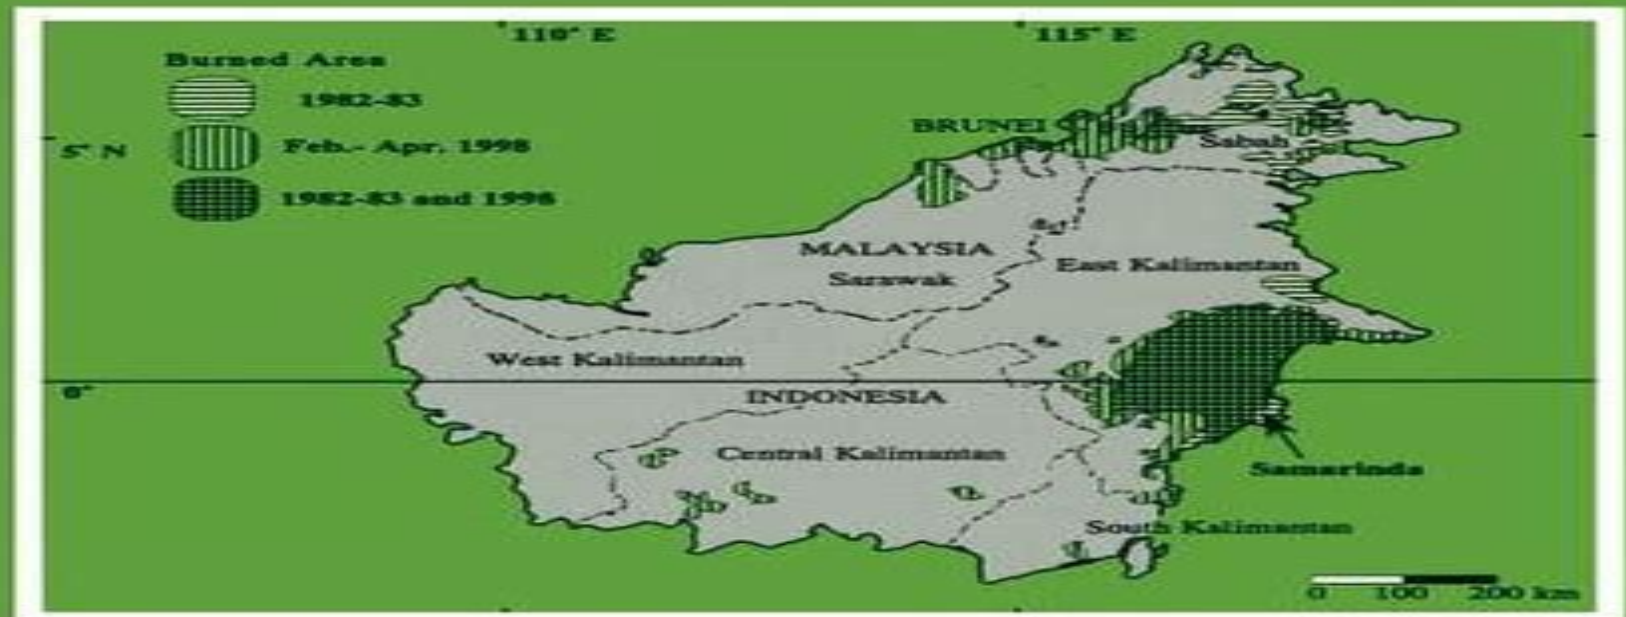 110° E
115° E
Burned Area
1982-83
Feb.- Apr. 1998
1982-83 and 1998
5° N
BRUNEI
Sabah
MALAYSIA
Sarawak
East Kalimantan
West Kalimantan
0°
INDONESIA
Central Kalimantan
Samarinda
South Kalimantan
0 100 200 km